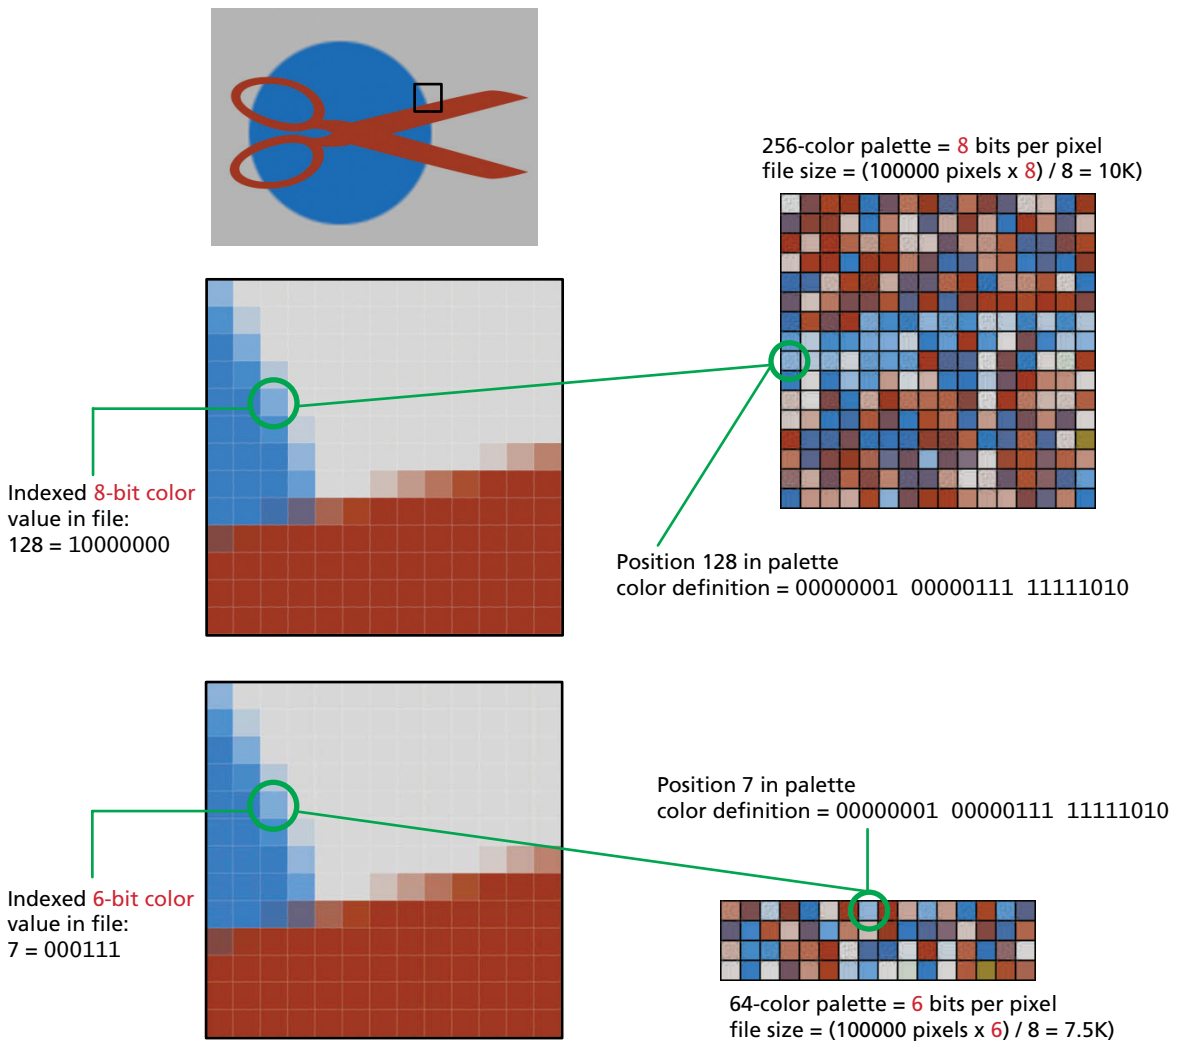 256-color palette = 8 bits per pixel
file size = (100000 pixels x 8) / 8 = 10K)
Indexed 8-bit color
value in file:
128 = 10000000
Position 128 in palette
color definition = 00000001 00000111 11111010
Position 7 in palette
color definition = 00000001 00000111 11111010
Indexed 6-bit color
value in file:
7 = 000111
64-color palette = 6 bits per pixel
file size = (100000 pixels x 6) / 8 = 7.5K)